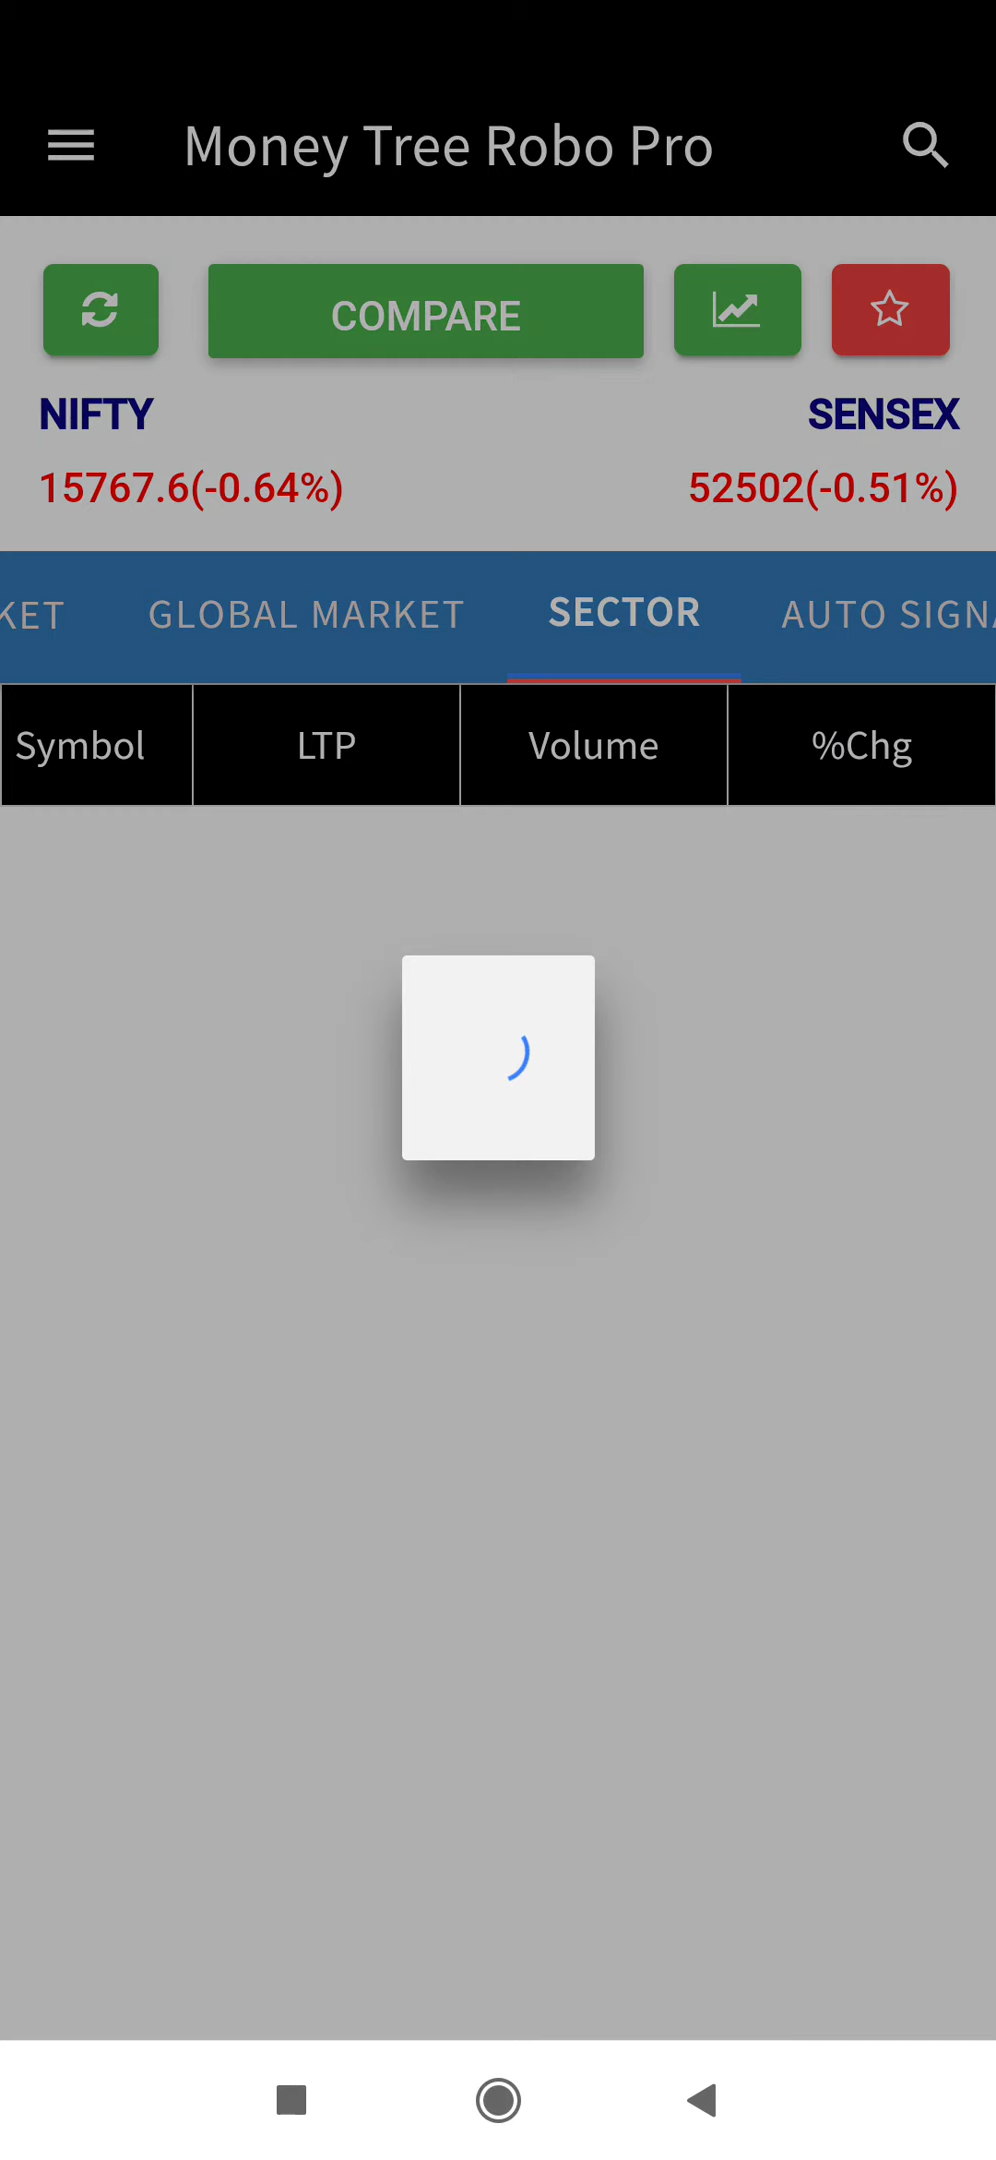 Money Tree Robo Pro
COMPARE
NIFTY SENSEX
15767.6(-0.64%) 52502(-0.51%)
KET GLOBAL MARKET SECTOR AUTO SIGNA
Symbol LTP Volume %Chg